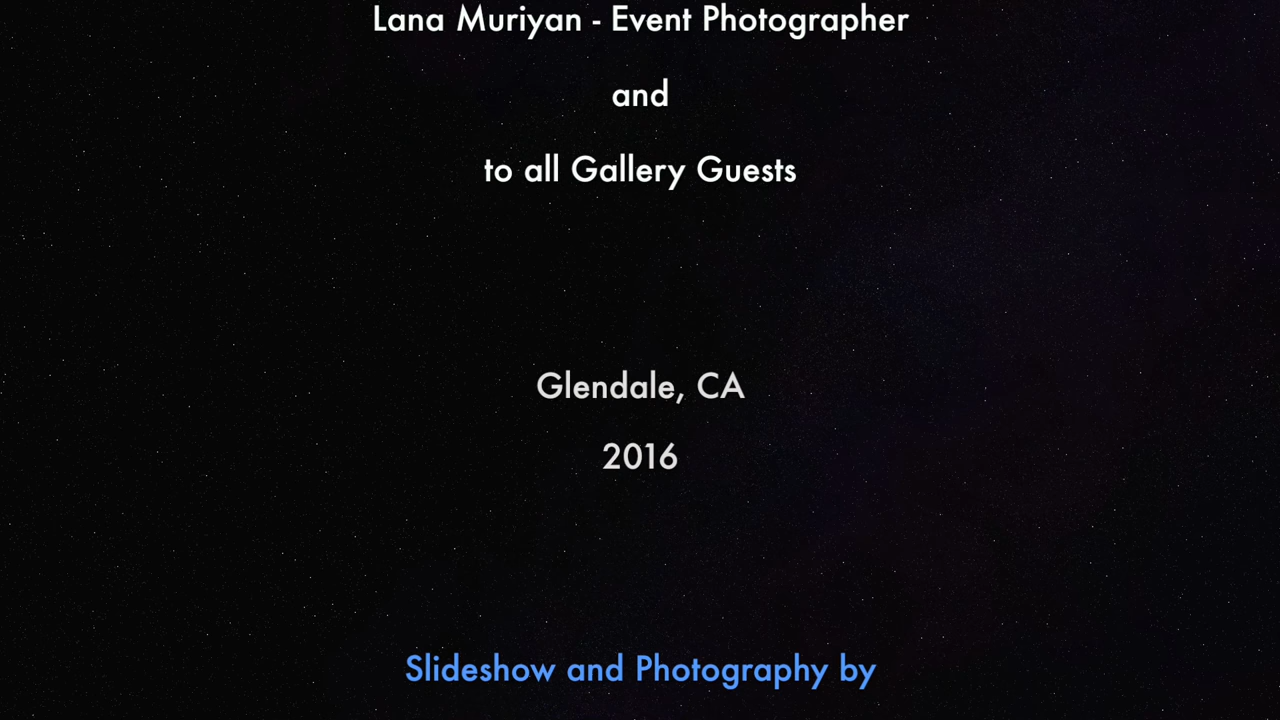 Lana Muriyan - Event Photographer
and
to all Gallery Guests
Glendale, CA
2016
Slideshow and Photography by